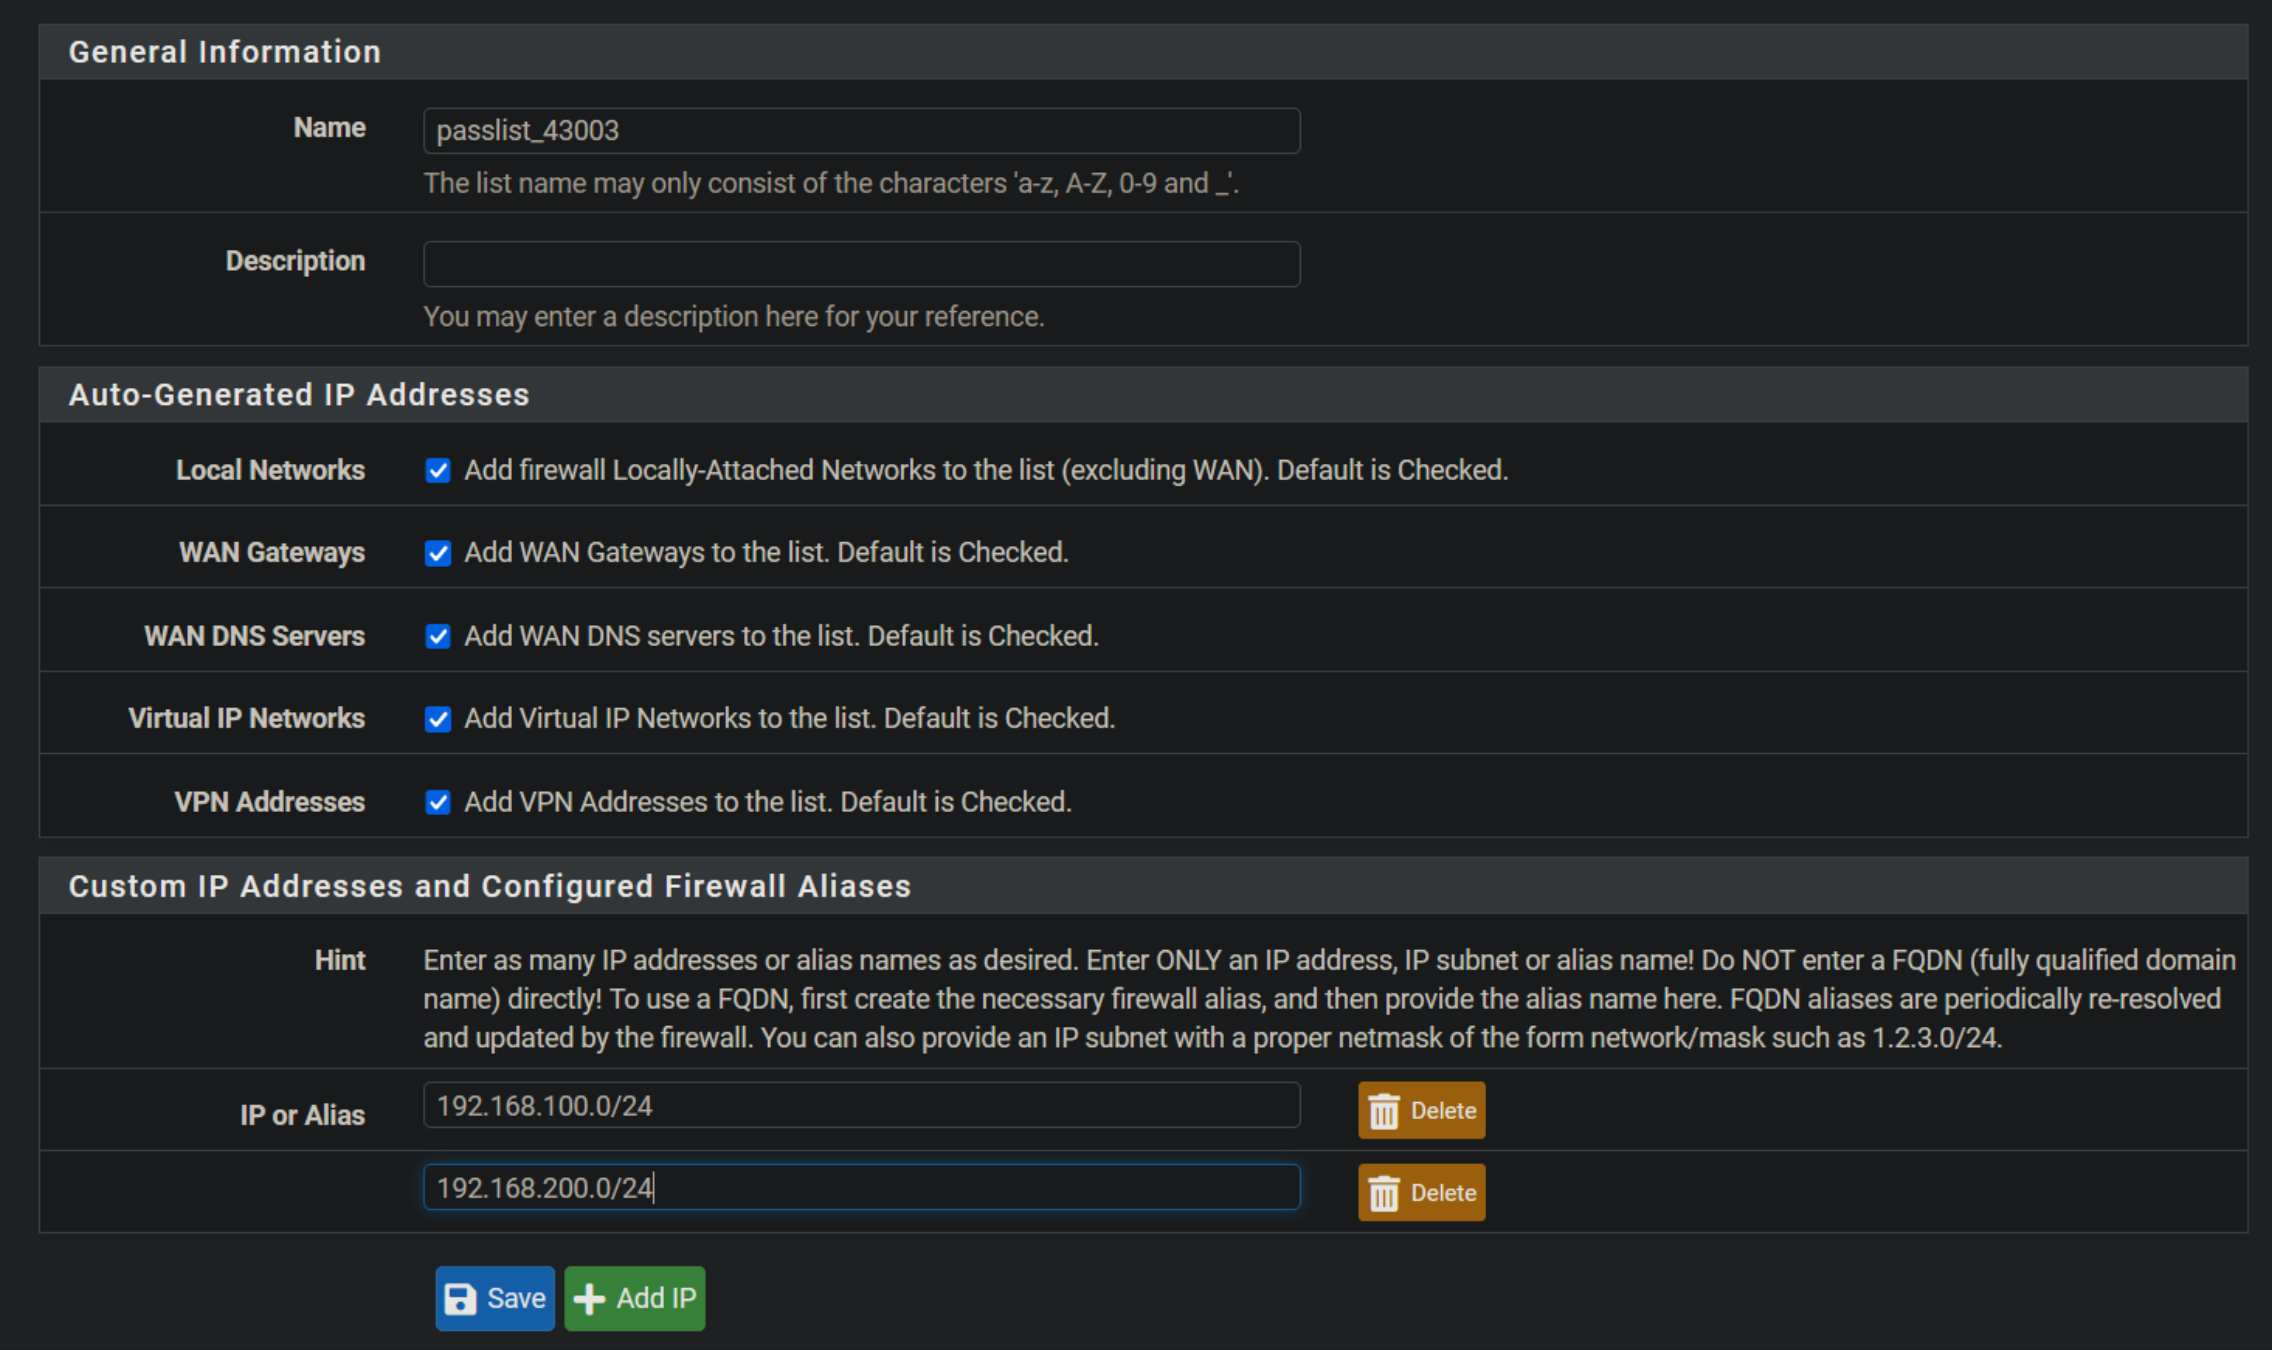 General Information
Name
passlist_43003
The list name may only consist of the characters 'a-z, A-Z, 0-9 and _'.
Description
You may enter a description here for your reference.
Auto-Generated IP Addresses
Local Networks Add firewall Locally-Attached Networks to the list (excluding WAN). Default is Checked.
WAN Gateways Add WAN Gateways to the list. Default is Checked.
WAN DNS Servers Add WAN DNS servers to the list. Default is Checked.
Virtual IP Networks Add Virtual IP Networks to the list. Default is Checked.
VPN Addresses Add VPN Addresses to the list. Default is Checked.
Custom IP Addresses and Configured Firewall Aliases
Hint Enter as many IP addresses or alias names as desired. Enter ONLY an IP address, IP subnet or alias name! Do NOT enter a FQDN (fully qualified domain
name) directly! To use a FQDN, first create the necessary firewall alias, and then provide the alias name here. FQDN aliases are periodically re-resolved
and updated by the firewall. You can also provide an IP subnet with a proper netmask of the form network/mask such as 1.2.3.0/24.
IP or Alias 192.168.100.0/24 Delete
192.168.200.0/24 Delete
Save Add IP